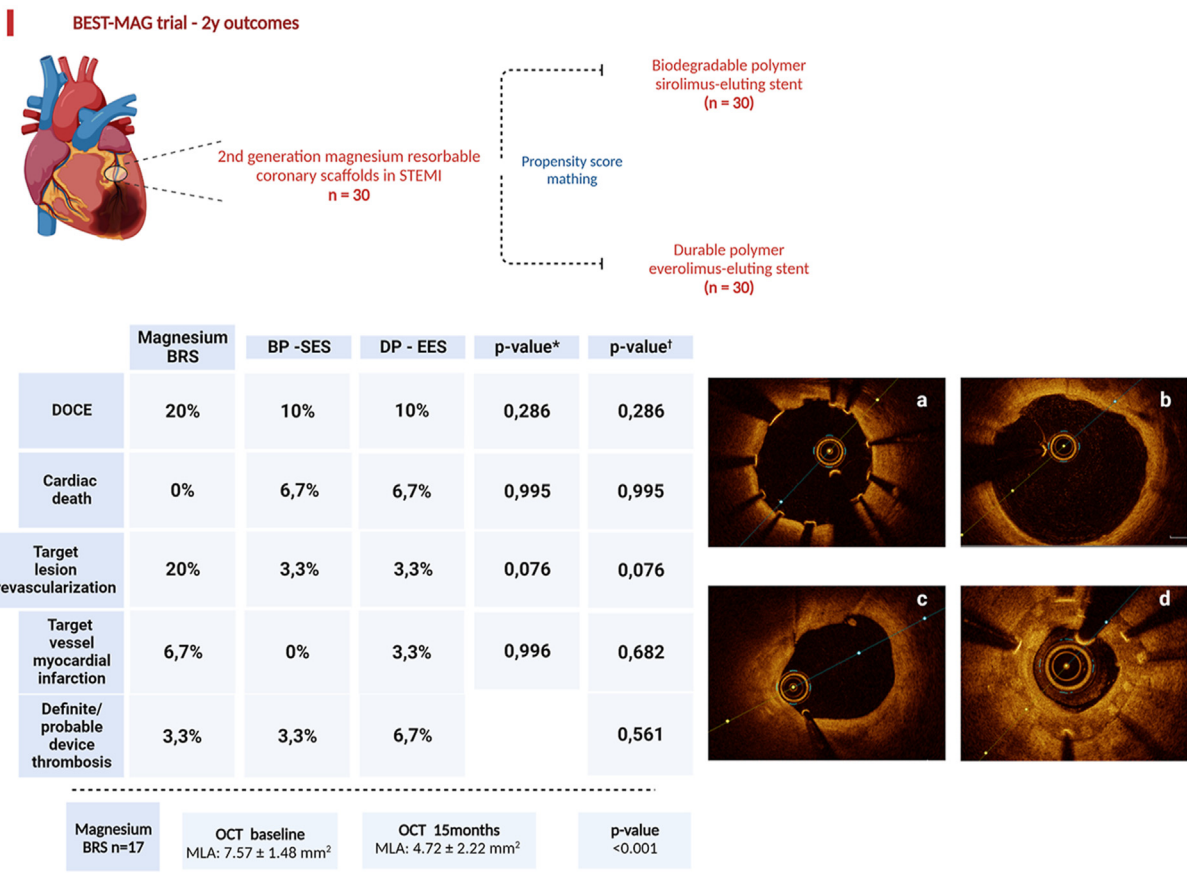 BEST-MAG trial - 2y outcomes
Biodegradable polymer
sirolimus-eluting stent
(n = 30)
2nd generation magnesium resorbable
coronary scaffolds in STEMI
n = 30
Propensity score
mathing
Durable polymer
everolimus-eluting stent
(n = 30)
Magnesium
BRS
BP -SES
DP - EES
p-value*
p-value†
DOCE
20%
10%
10%
0,286
0,286
Cardiac
death
0%
6,7%
6,7%
0,995
0,995
Target
lesion
evascularization
20%
3,3%
3,3%
0,076
0,076
Target
vessel
myocardial
infarction
6,7%
0%
3,3%
0,996
0,682
Definite/
probable
device
thrombosis
3,3%
3,3%
6,7%
0,561
a
b
c
d
Magnesium
BRS n=17
OCT baseline
MLA: 7.57 ± 1.48 mm²
OCT 15months
MLA: 4.72 ± 2.22 mm²
p-value
<0.001